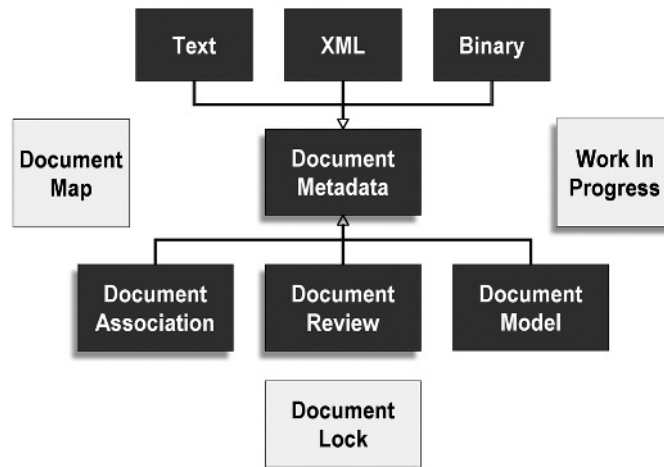 Text
XML
Binary
Document
Map
Document
Metadata
Work In
Progress
Document
Association
Document
Review
Document
Model
Document
Lock